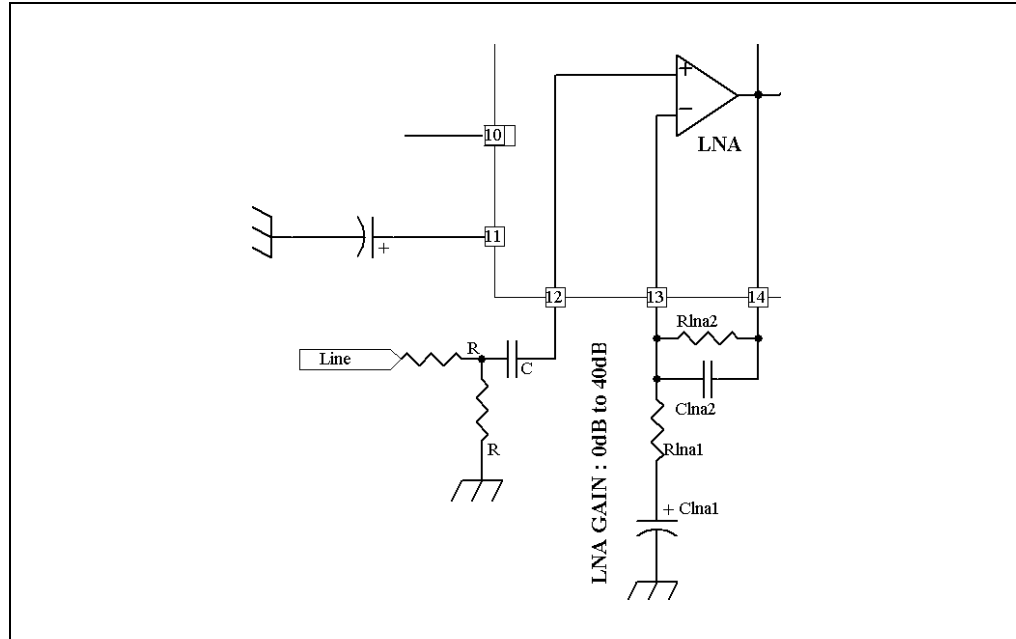 +
−
LNA
10
11
+
12
13
14
Rlna2
Line
R
C
Clna2
R
Rlna1
+ Clna1
LNA GAIN : 0dB to 40dB